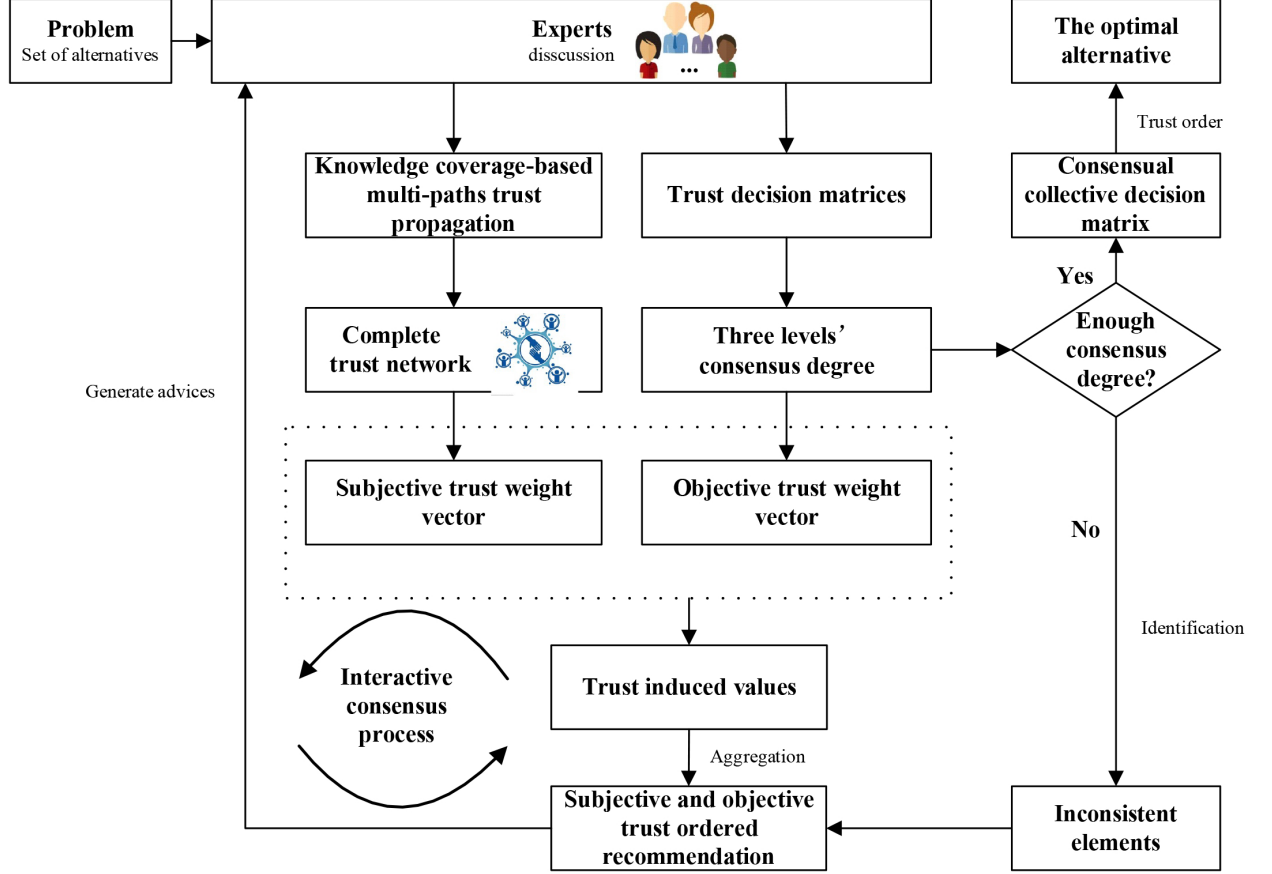 Problem
Set of alternatives
Experts
disscussion
...
The optimal
alternative
Trust order
Knowledge coverage-based
multi-paths trust
propagation
Trust decision matrices
Consensual
collective decision
matrix
Yes
Complete
trust network
Three levels’
consensus degree
Enough
consensus
degree?
Generate advices
Subjective trust weight
vector
Objective trust weight
vector
No
Identification
Interactive
consensus
process
Trust induced values
Aggregation
Subjective and objective
trust ordered
recommendation
Inconsistent
elements